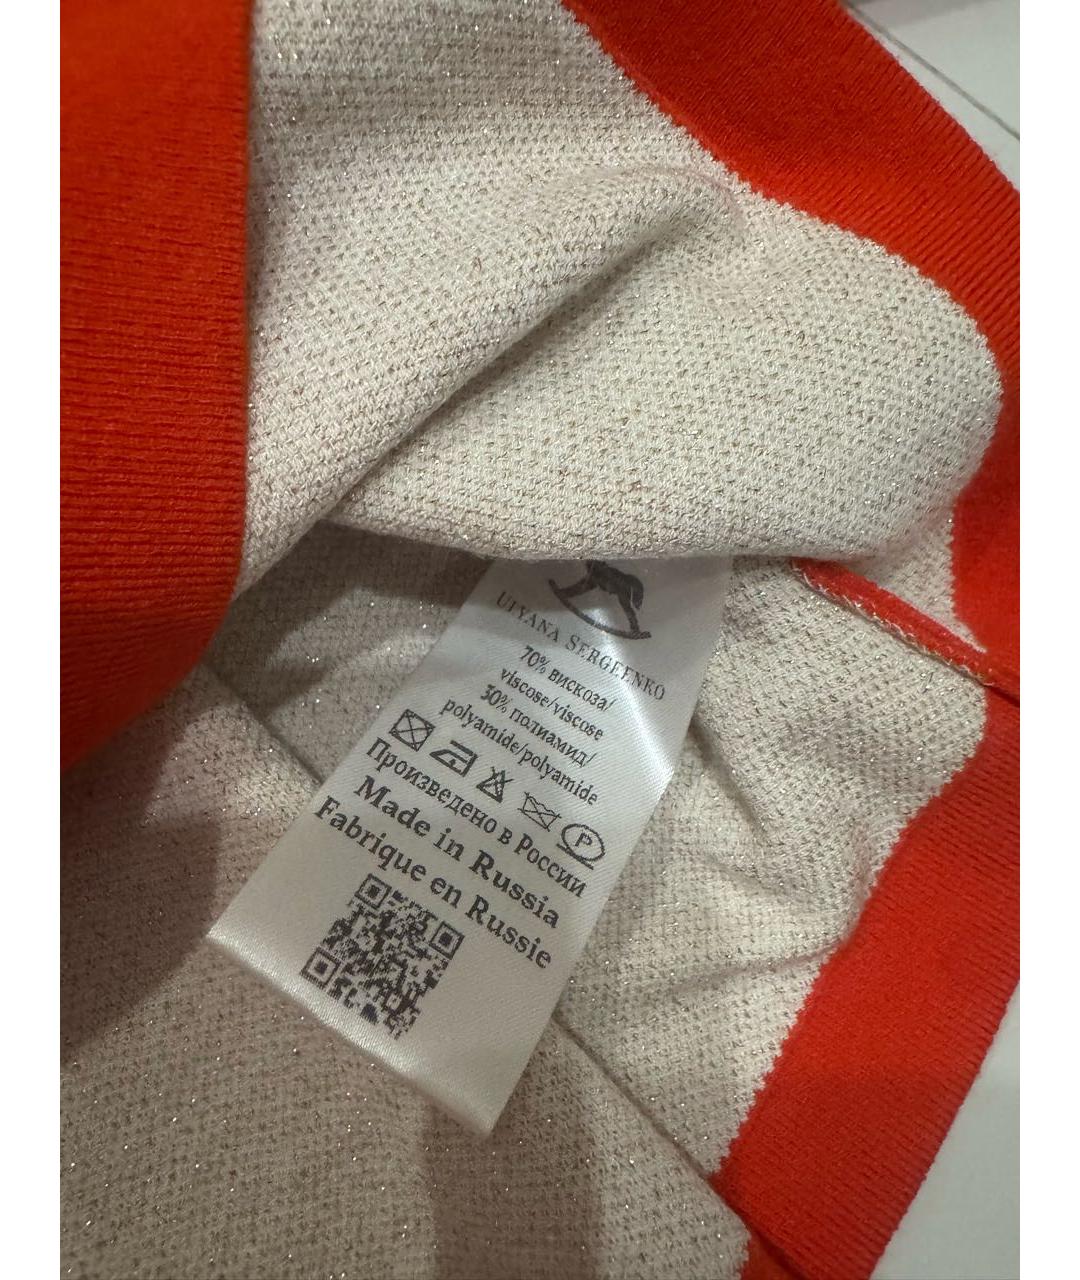 ULYANA SERGEENKO
70% вискоза/
viscose/viscose
30% полиамид/
polyamide/polyamide
P
Произведено в России
Made in Russia
Fabrique en Russie